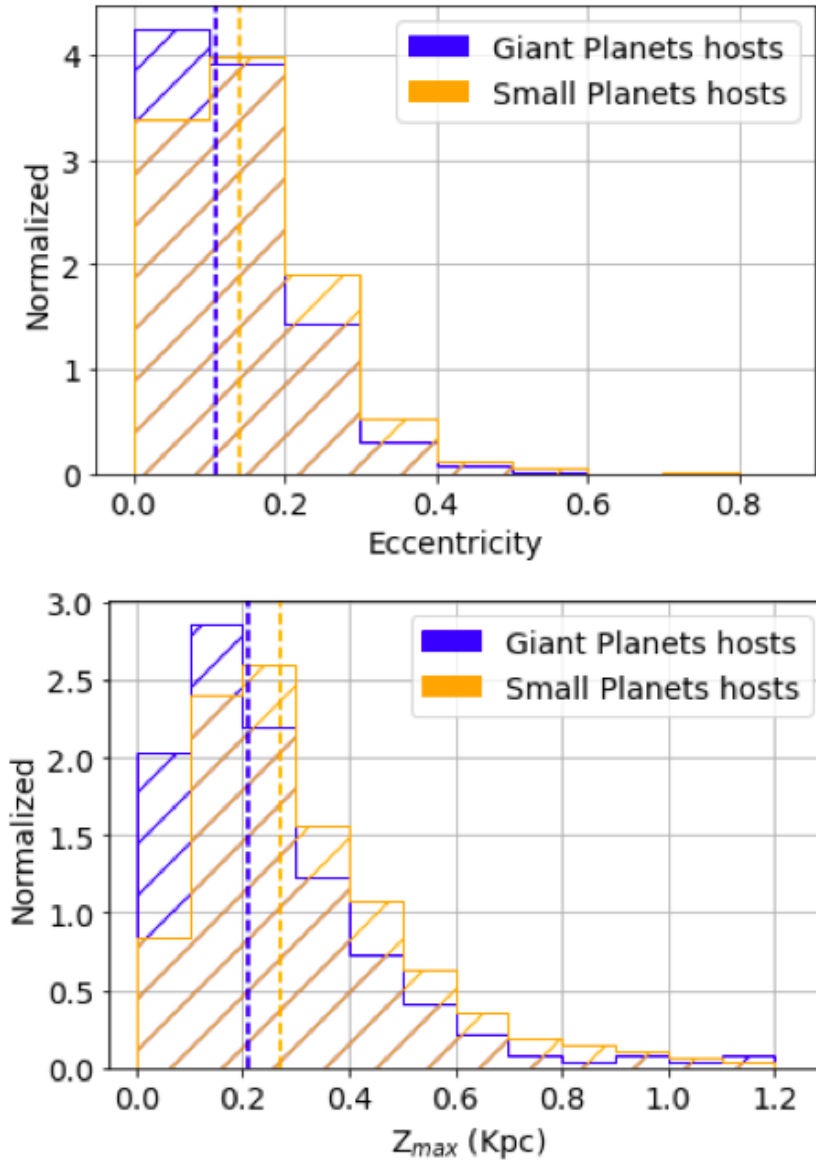 Giant Planets hosts
Small Planets hosts
Normalized
4
3
2
1
0
0.0 0.2 0.4 0.6 0.8
Eccentricity
Giant Planets hosts
Small Planets hosts
Normalized
3.0
2.5
2.0
1.5
1.0
0.5
0.0
0.0 0.2 0.4 0.6 0.8 1.0 1.2
Zmax (Kpc)